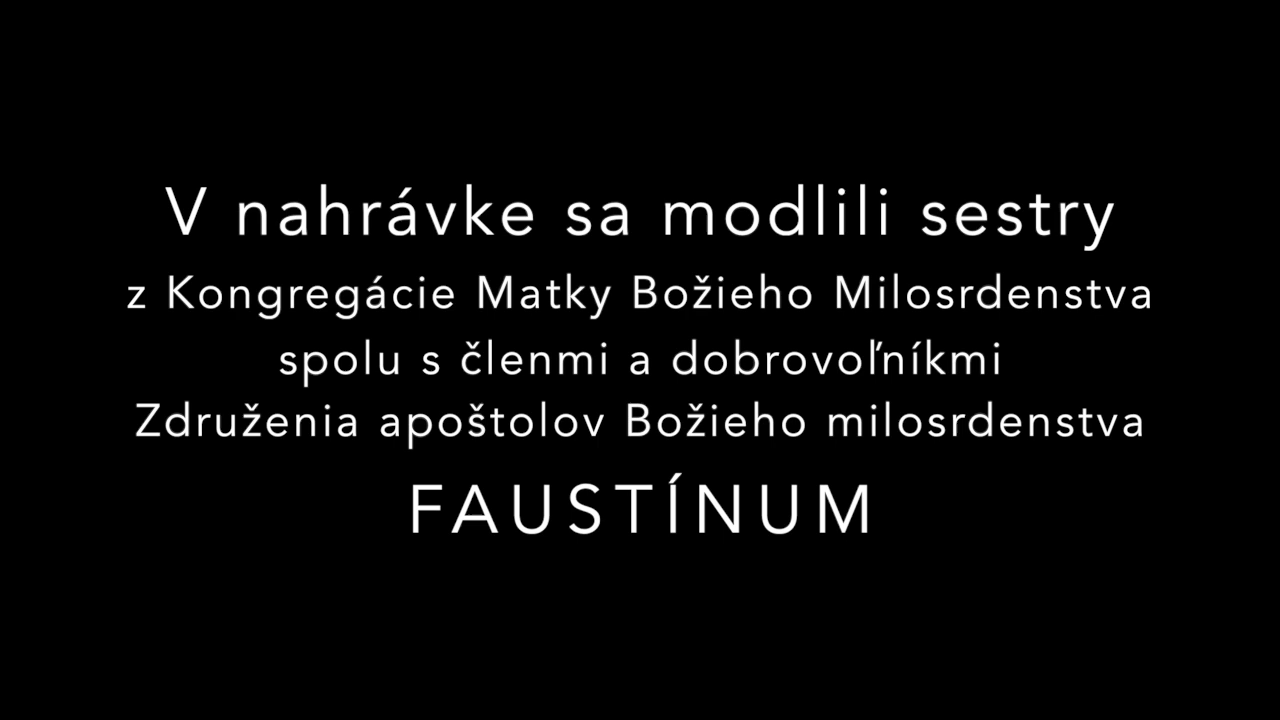 V nahrávke sa modlili sestry
z Kongregácie Matky Božieho Milosrdenstva
spolu s členmi a dobrovoľníkmi
Združenia apoštolov Božieho milosrdenstva
FAUSTÍNUM